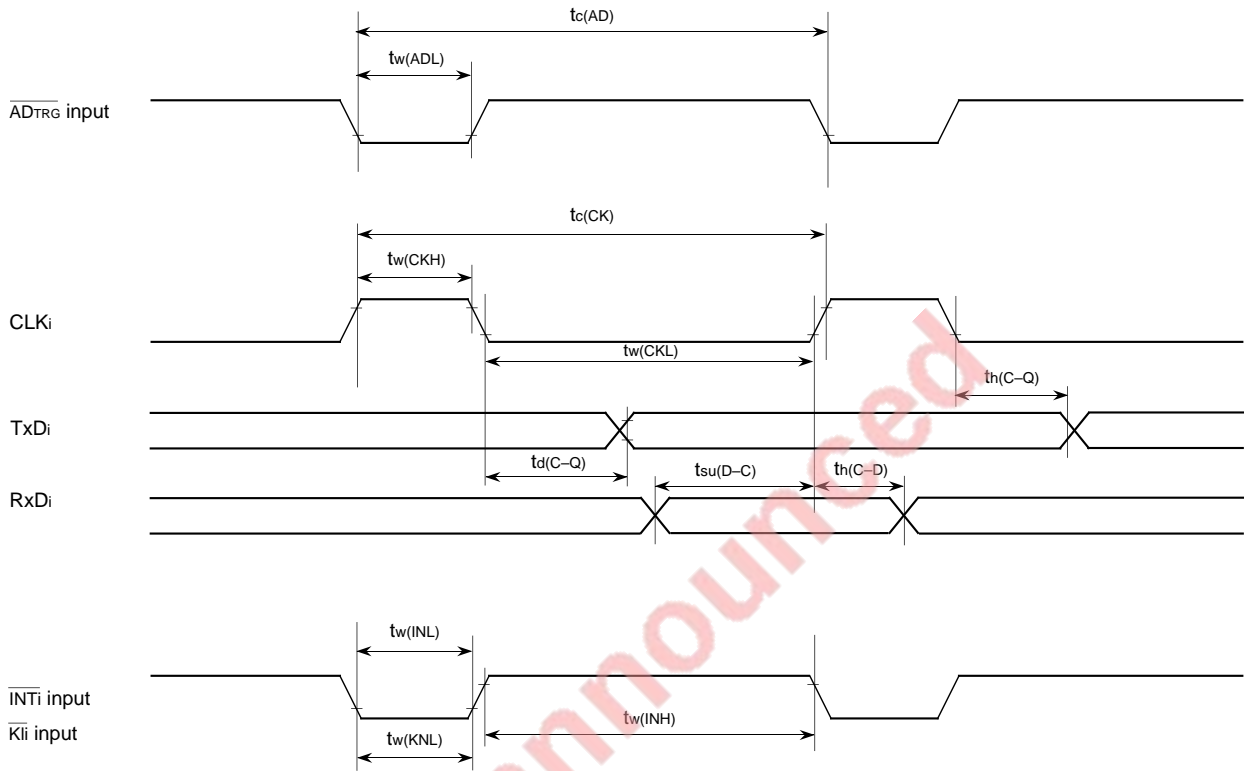 tc(AD)
tw(ADL)
ADTRG input
tc(CK)
tw(CKH)
CLKi
tw(CKL)
th(C–Q)
TxDi
td(C–Q)
tsu(D–C)
th(C–D)
RxDi
tw(INL)
INTi input
tw(INH)
KIi input
tw(KNL)
nnounced